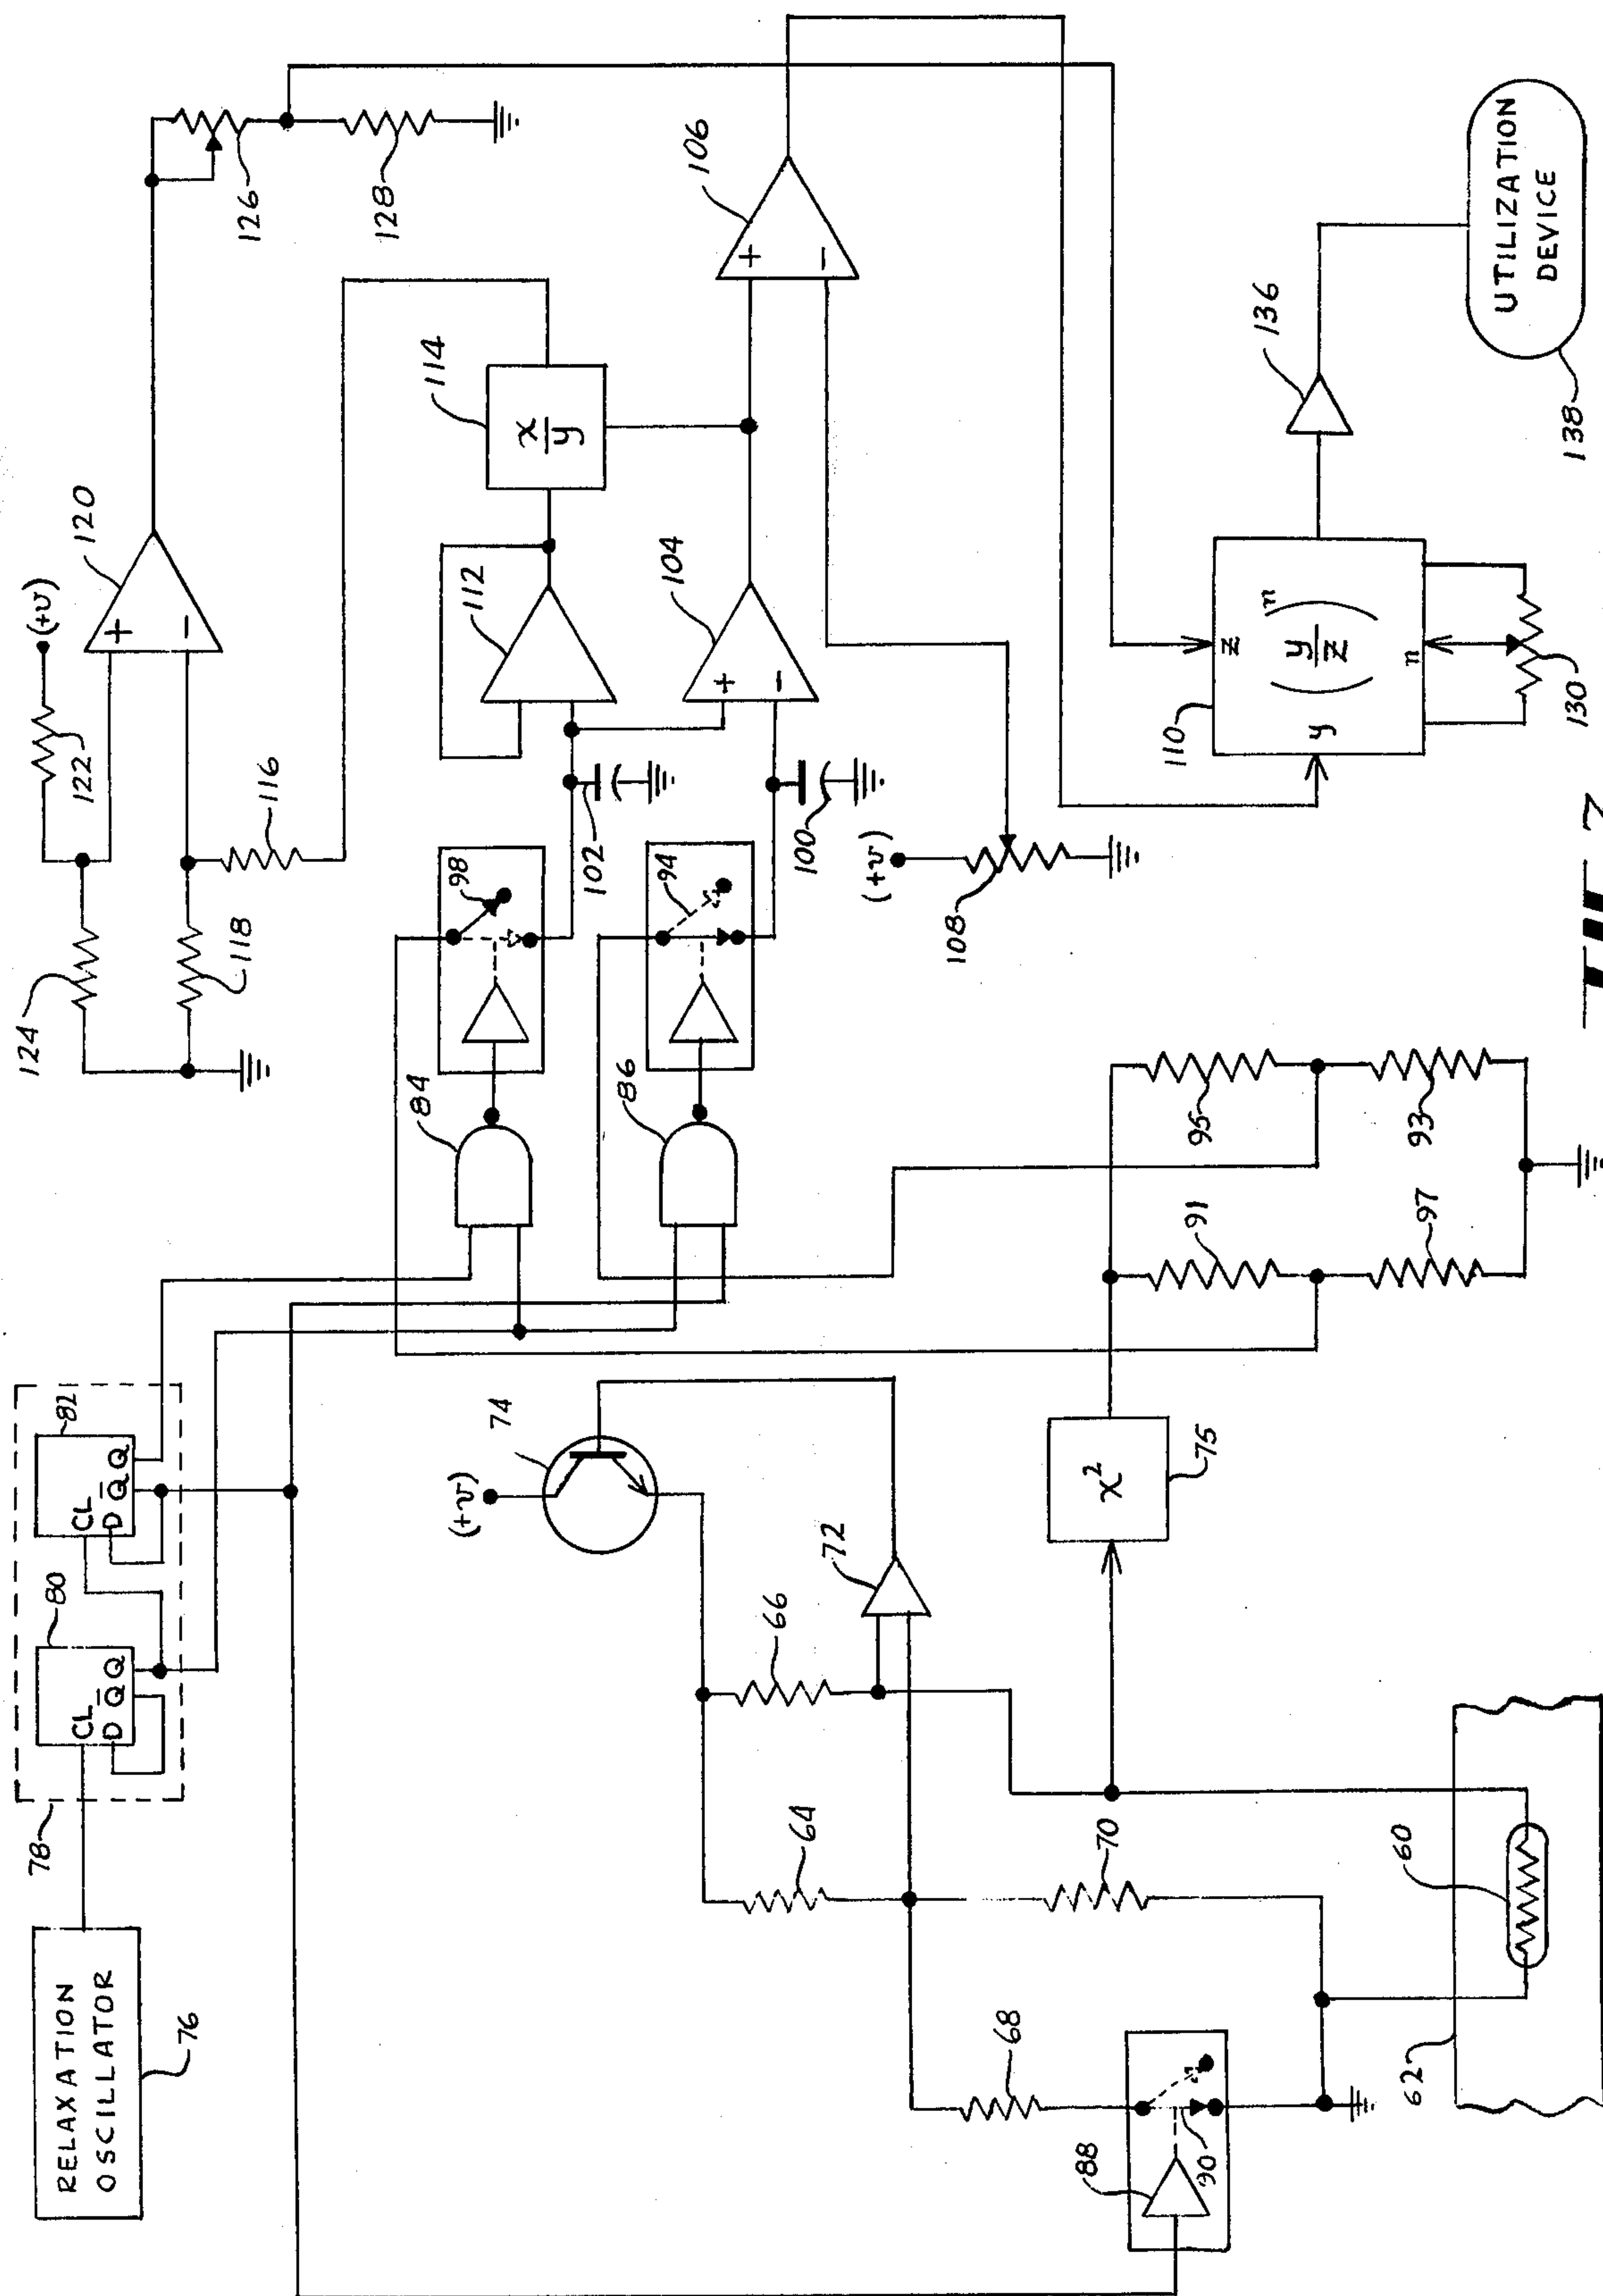 RELAXATION
OSCILLATOR
76
78
80
CL
D Q̄ Q
82
CL
D Q̄ Q
124
118
122
(+v)
116
120
+
−
126
128
84
98
102
112
114
x
y
106
+
−
86
94
100
104
+
−
(+v)
108
(+v)
74
72
66
64
70
68
88
90
x²
75
91
95
97
93
110
z
(y/z)ⁿ
y
n
130
136
UTILIZATION
DEVICE
138
60
62